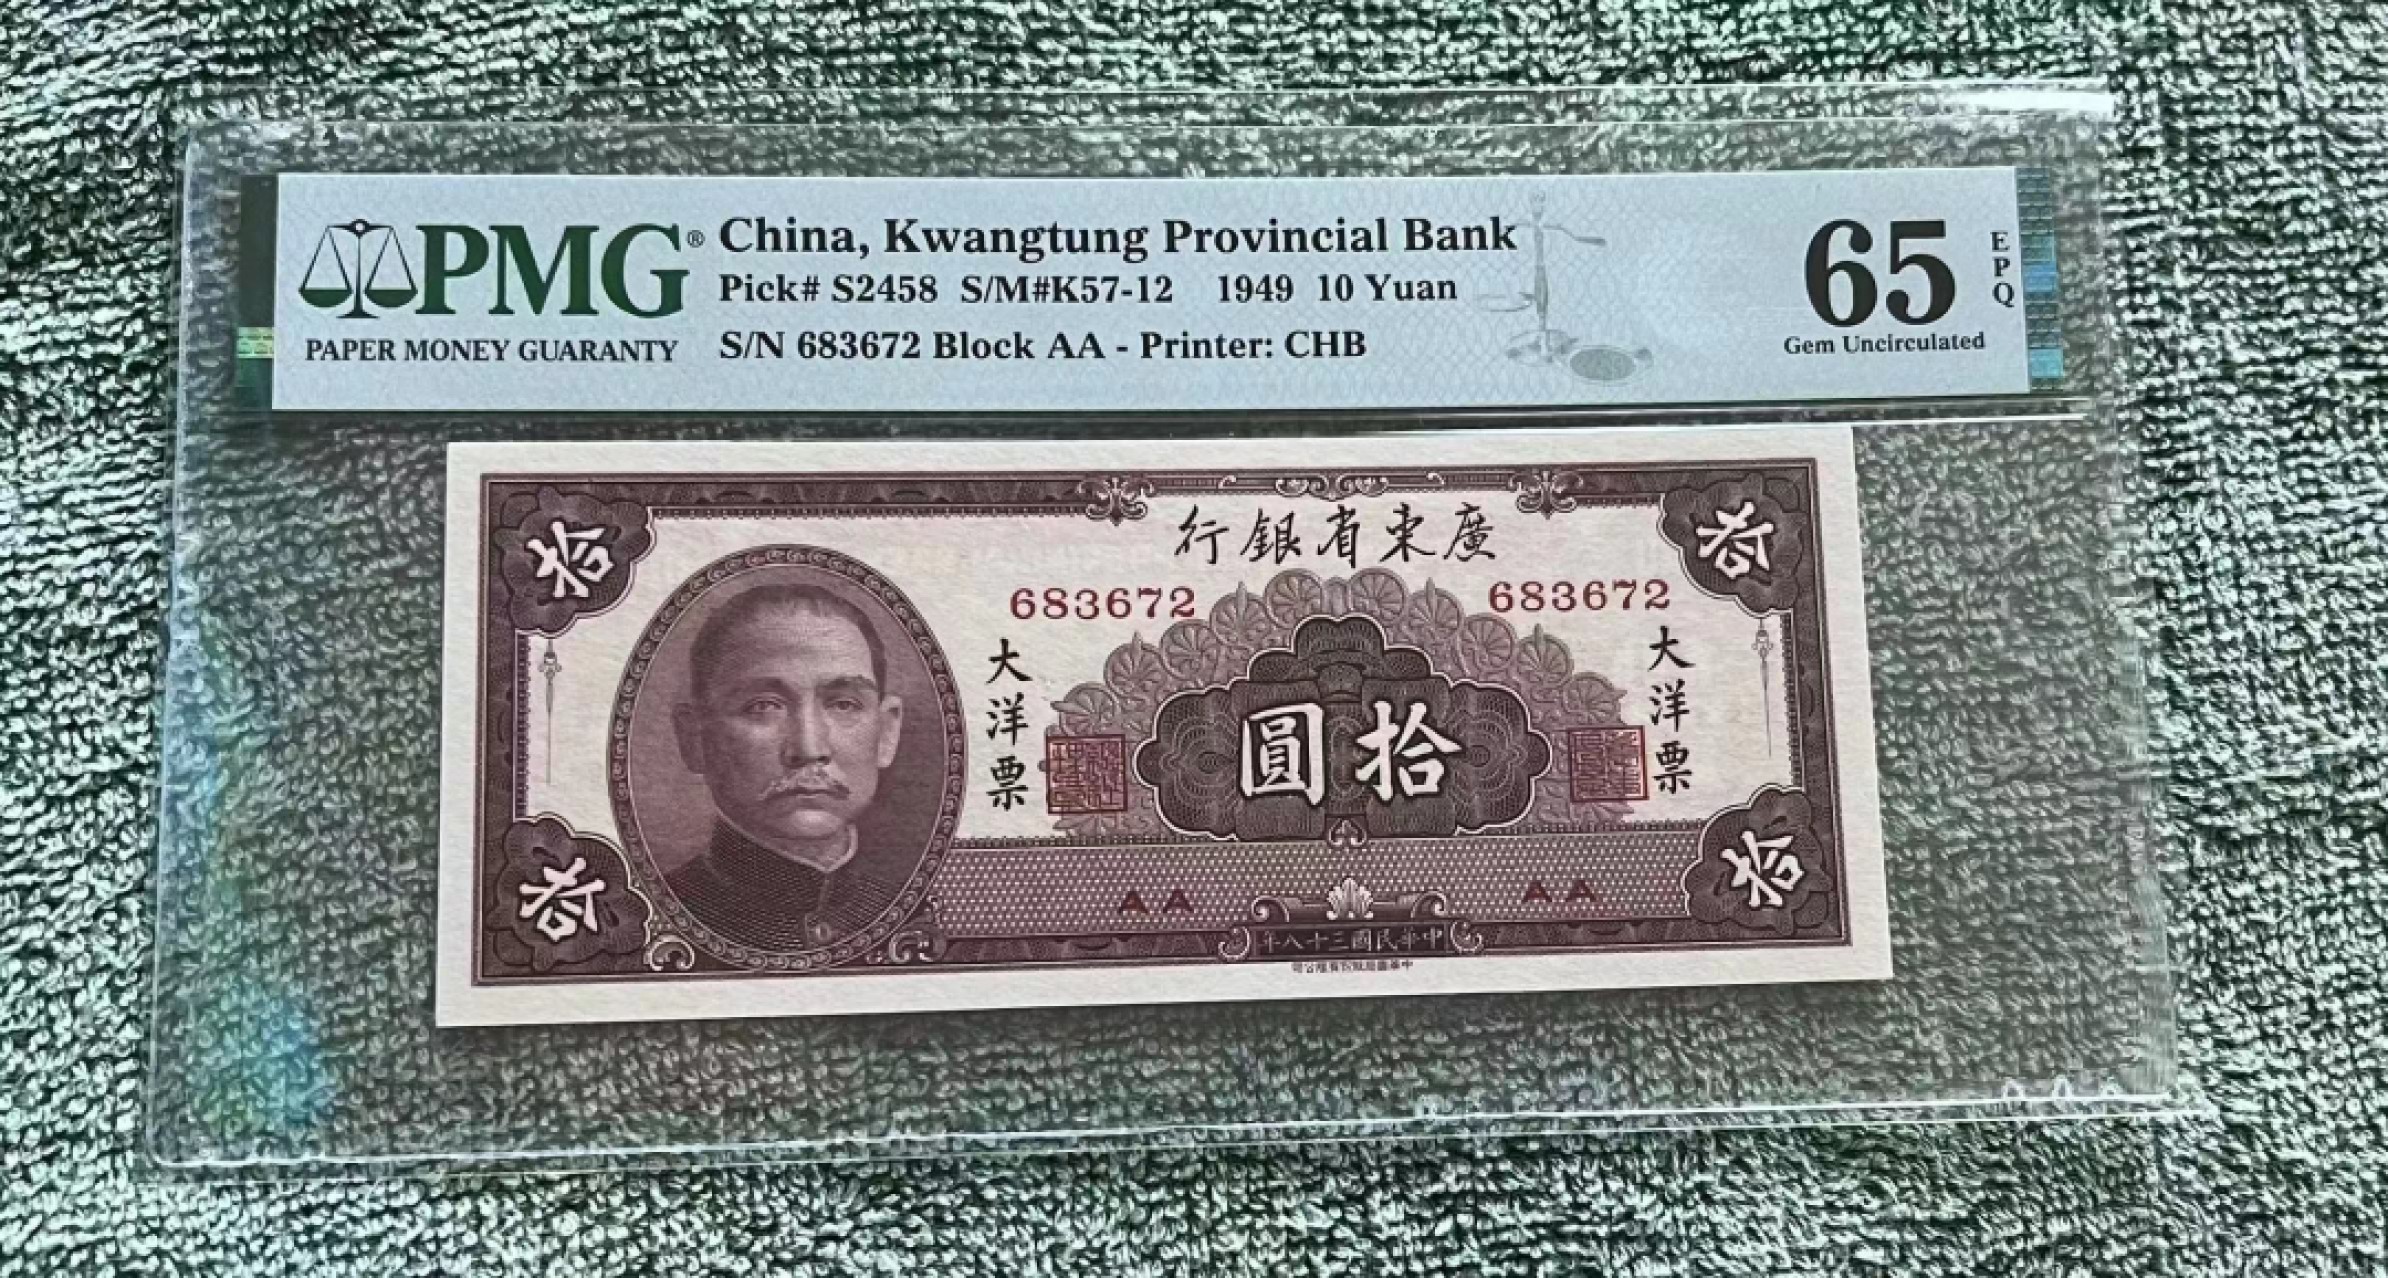 PMG®
PAPER MONEY GUARANTY
China, Kwangtung Provincial Bank
Pick# S2458 S/M#K57-12 1949 10 Yuan
S/N 683672 Block AA - Printer: CHB
65
EPQ
Gem Uncirculated
拾
拾
行銀省東廣
683672
683672
大洋票
大洋票
圓拾
拾
拾
AA
AA
年八十三國民華中